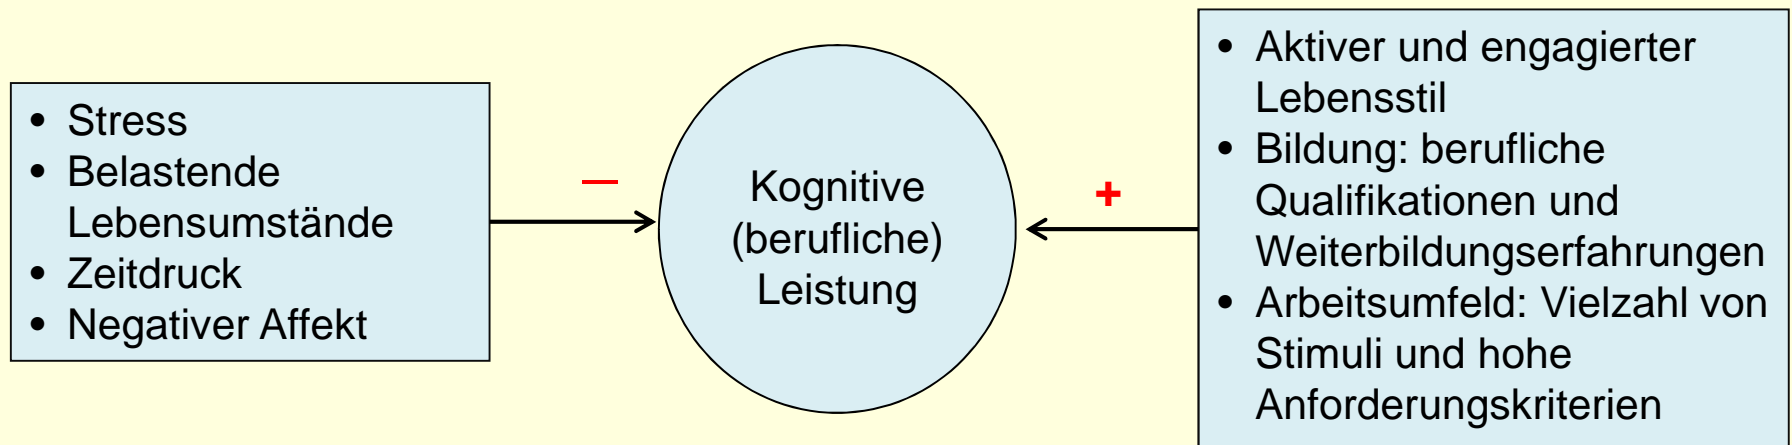 • Stress
• Belastende
Lebensumstände
• Zeitdruck
• Negativer Affekt
—
Kognitive
(berufliche)
Leistung
+
• Aktiver und engagierter
Lebensstil
• Bildung: berufliche
Qualifikationen und
Weiterbildungserfahrungen
• Arbeitsumfeld: Vielzahl von
Stimuli und hohe
Anforderungskriterien